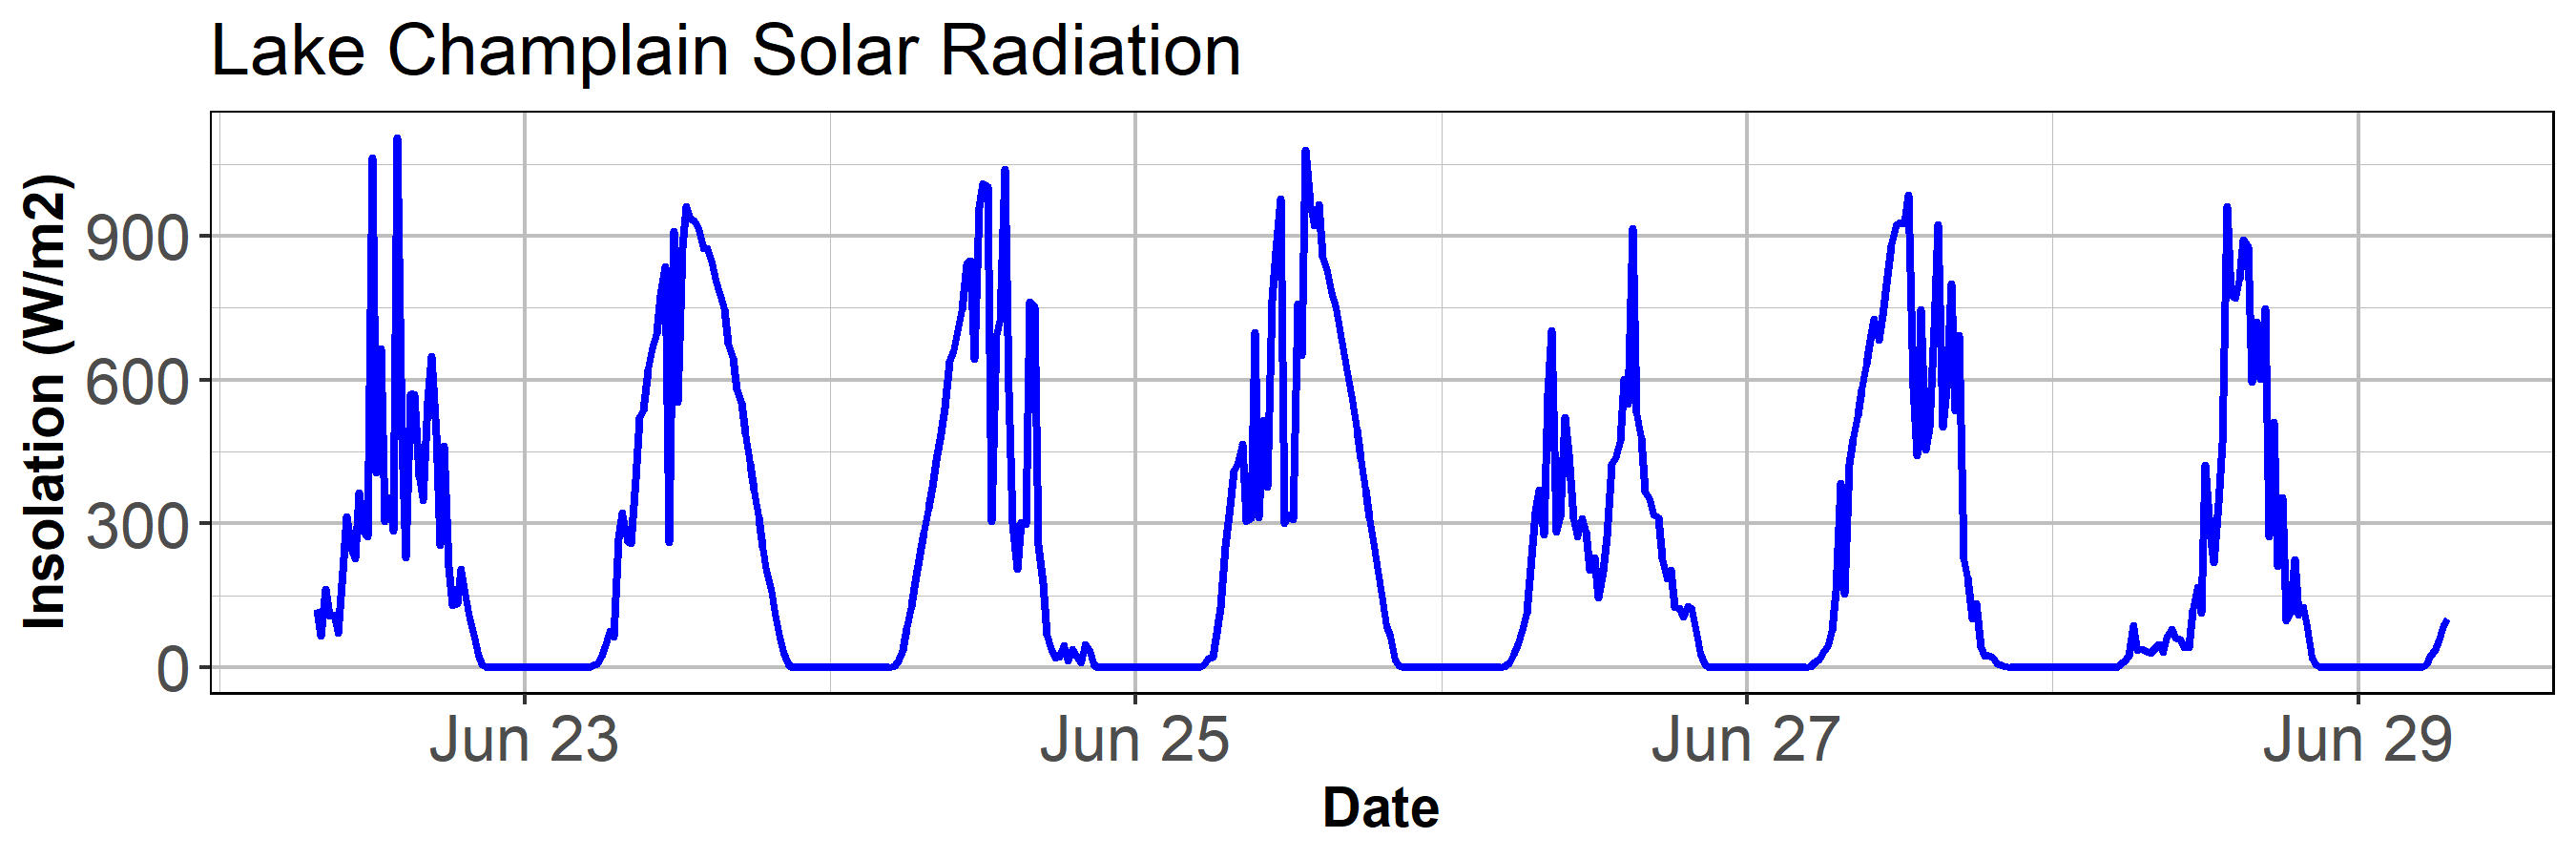 Lake Champlain Solar Radiation
Insolation (W/m2)
900
600
300
0
Jun 23
Jun 25
Jun 27
Jun 29
Date